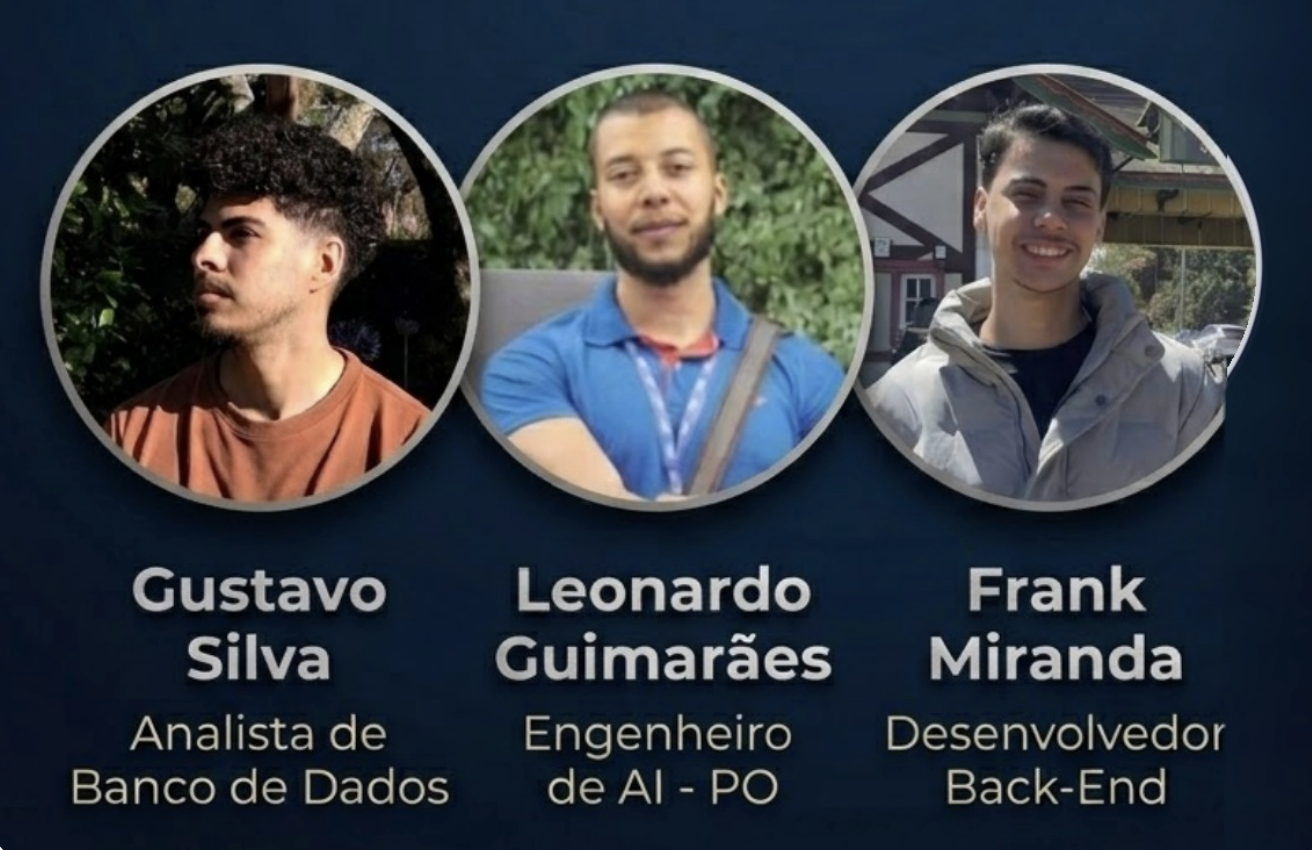 Gustavo
Silva
Analista de
Banco de Dados
Leonardo
Guimarães
Engenheiro
de AI - PO
Frank
Miranda
Desenvolvedor
Back-End